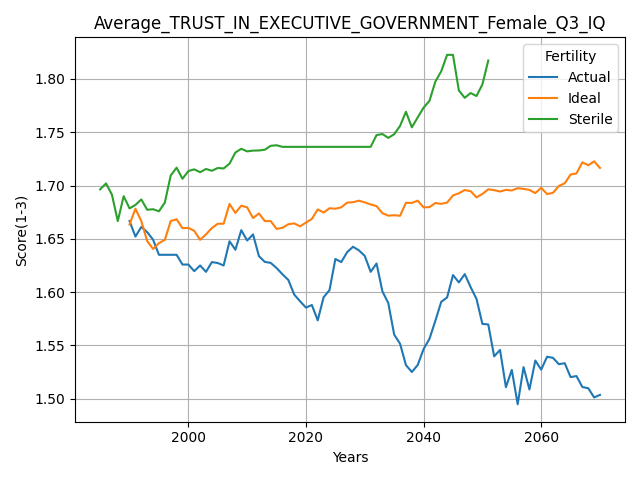 Average_TRUST_IN_EXECUTIVE_GOVERNMENT_Female_Q3_IQ
Fertility
Actual
Ideal
Sterile
Score(1-3)
1.80
1.75
1.70
1.65
1.60
1.55
1.50
2000 2020 2040 2060
Years